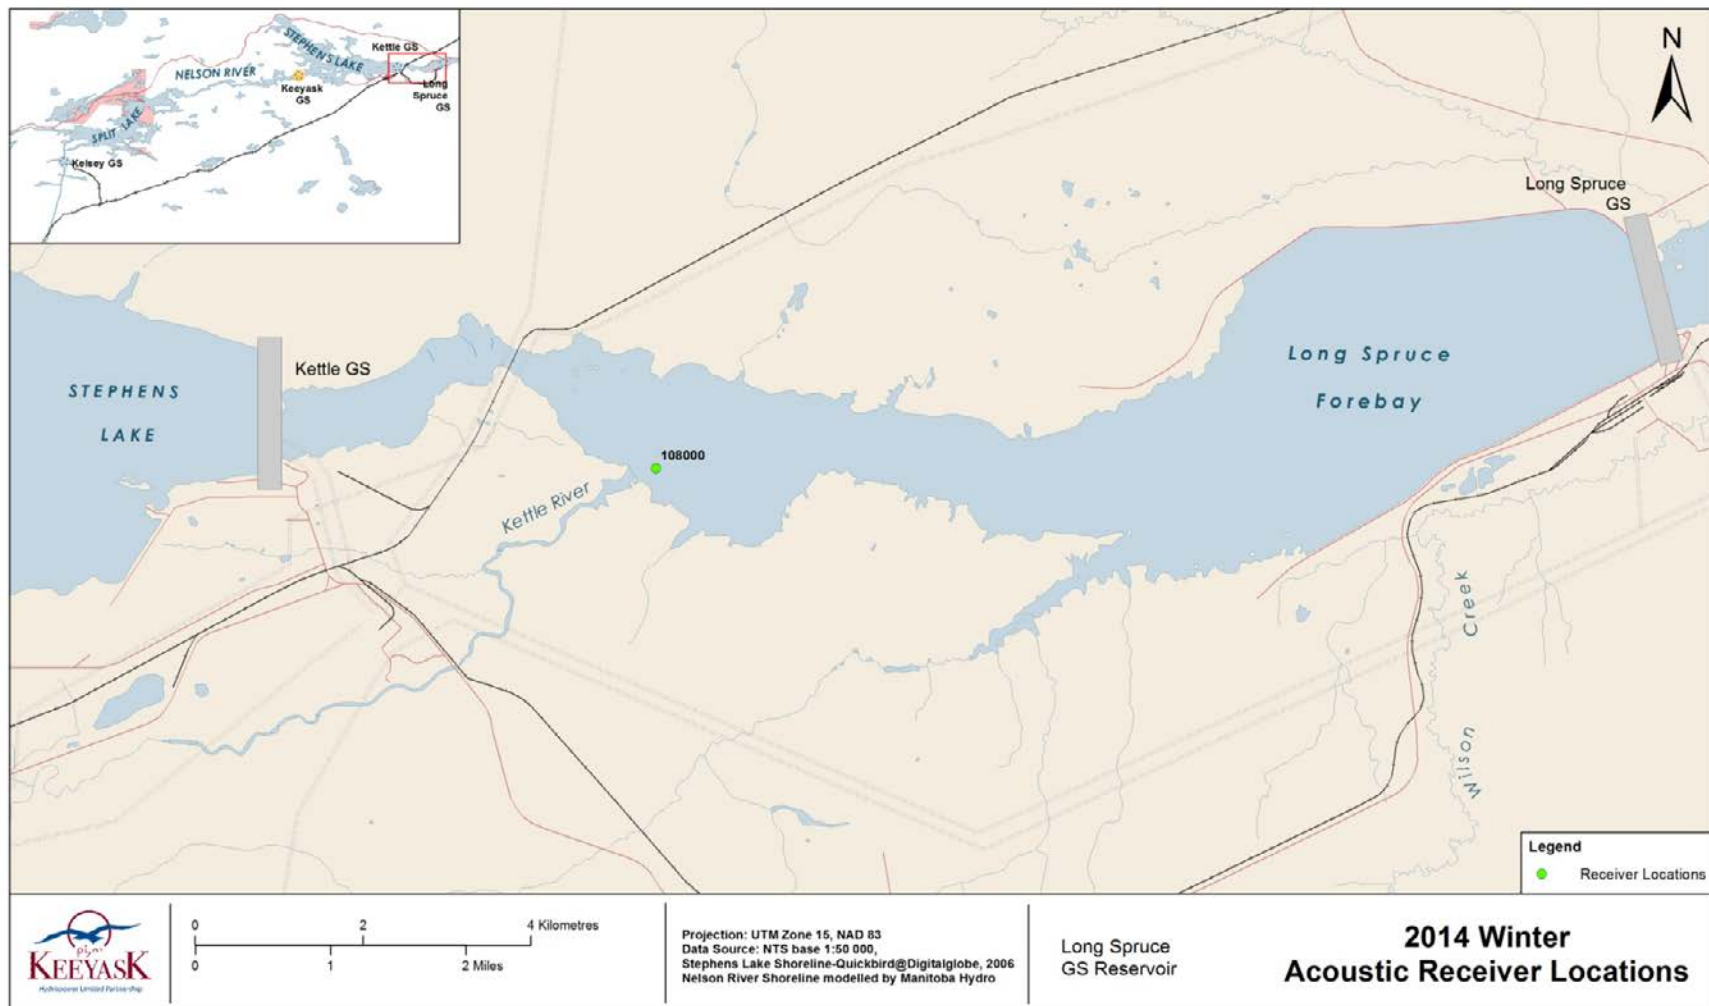 STEPHENS LAKE
Kettle GS
NELSON RIVER
Keeyask
GS
Long
Spruce
GS
SPLIT LAKE
Kelsey GS
N
Long Spruce
GS
Kettle GS
STEPHENS
LAKE
Long Spruce
Forebay
108000
Kettle River
Wilson Creek
Legend
Receiver Locations
KEEYASK
Hydropower Limited Partnership
0 2 4 Kilometres
0 1 2 Miles
Projection: UTM Zone 15, NAD 83
Data Source: NTS base 1:50 000,
Stephens Lake Shoreline-Quickbird@Digitalglobe, 2006
Nelson River Shoreline modelled by Manitoba Hydro
Long Spruce
GS Reservoir
2014 Winter
Acoustic Receiver Locations